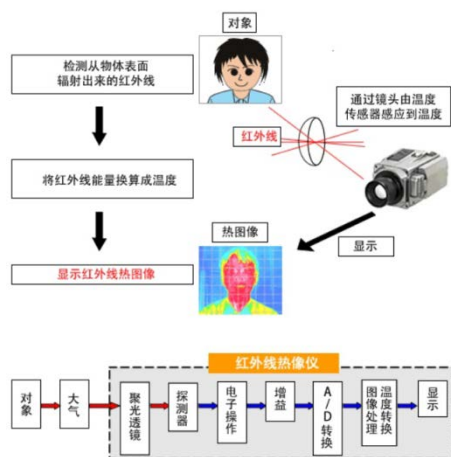 对象
检测从物体表面
辐射出来的红外线
通过镜头由温度
传感器感应到温度
红外线
将红外线能量换算成温度
热图像
显示
显示红外线热图像
红外线热像仪
对象
大气
聚光透镜
探测器
电子操作
增益
A/D转换
图像处理
温度转换
显示